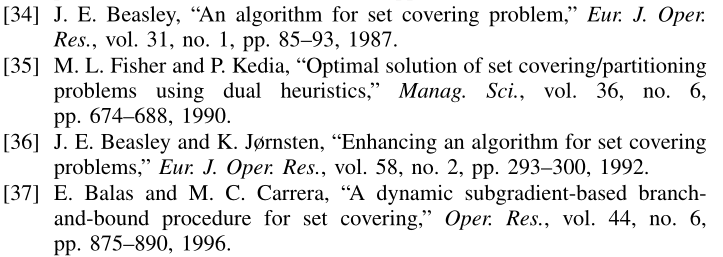 [34] J. E. Beasley, “An algorithm for set covering problem,” Eur. J. Oper.
Res., vol. 31, no. 1, pp. 85–93, 1987.
[35] M. L. Fisher and P. Kedia, “Optimal solution of set covering/partitioning
problems using dual heuristics,” Manag. Sci., vol. 36, no. 6,
pp. 674–688, 1990.
[36] J. E. Beasley and K. Jørnsten, “Enhancing an algorithm for set covering
problems,” Eur. J. Oper. Res., vol. 58, no. 2, pp. 293–300, 1992.
[37] E. Balas and M. C. Carrera, “A dynamic subgradient-based branch-
and-bound procedure for set covering,” Oper. Res., vol. 44, no. 6,
pp. 875–890, 1996.